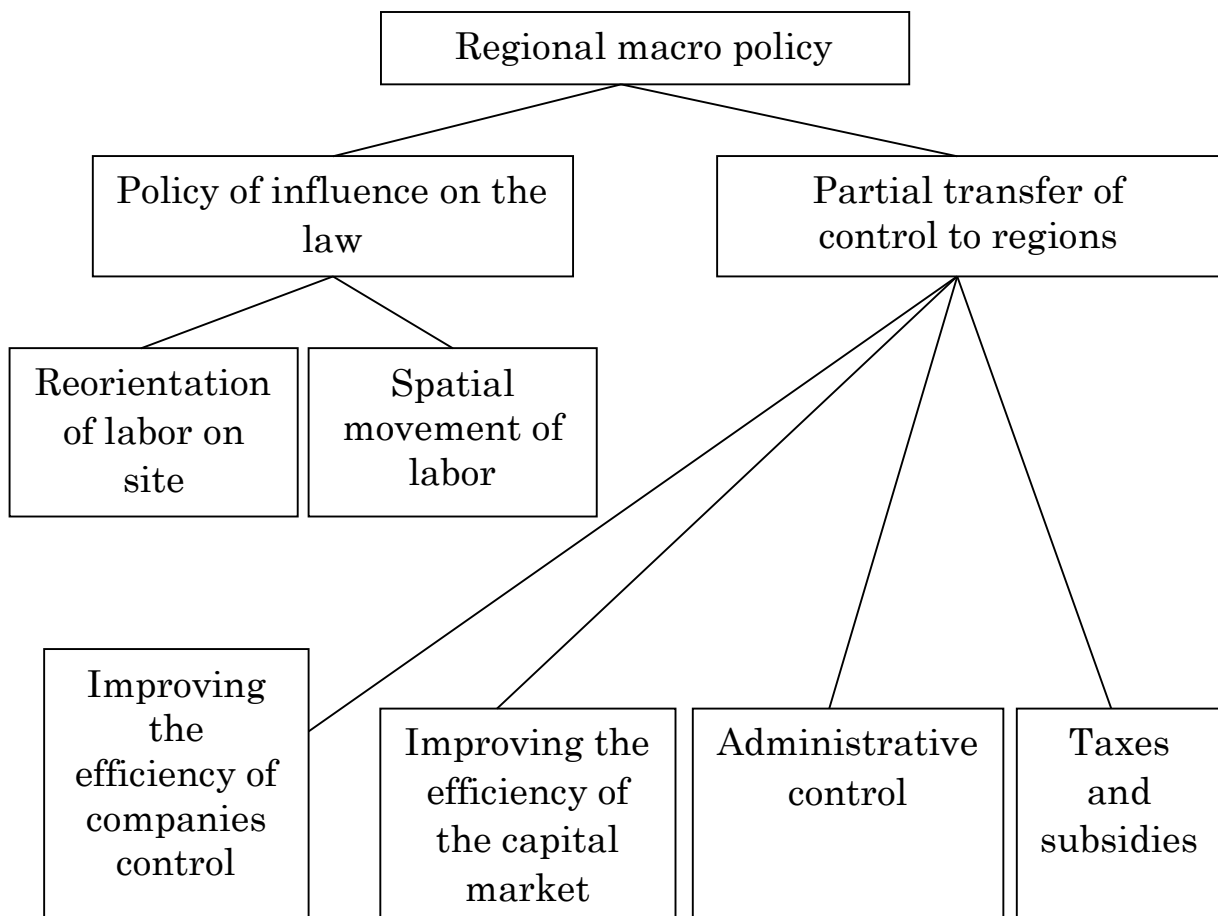 Regional macro policy
Policy of influence on the
law
Partial transfer of
control to regions
Reorientation
of labor on
site
Spatial
movement of
labor
Improving
the
efficiency of
companies
control
Improving the
efficiency of
the capital
market
Administrative
control
Taxes
and
subsidies